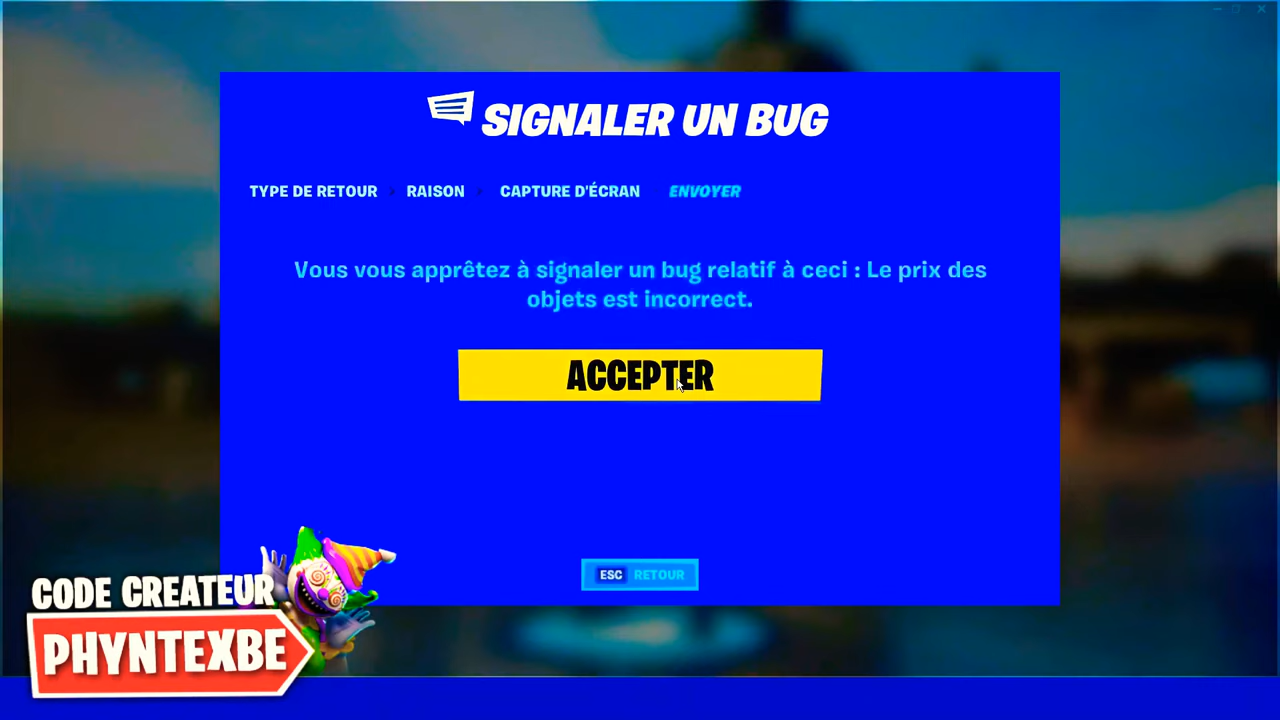 SIGNALER UN BUG
TYPE DE RETOUR RAISON CAPTURE D'ÉCRAN ENVOYER
Vous vous apprêtez à signaler un bug relatif à ceci : Le prix des
objets est incorrect.
ACCEPTER
ESC RETOUR
CODE CREATEUR
PHYNTEXBE